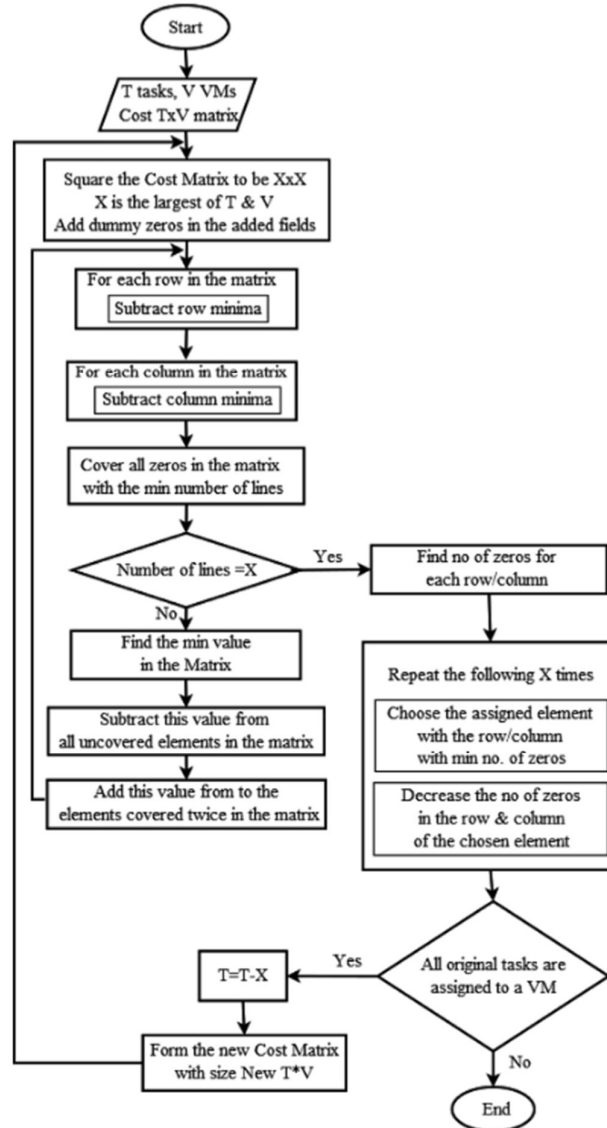 Start
T tasks, V VMs
Cost TxV matrix
Square the Cost Matrix to be XxX
X is the largest of T & V
Add dummy zeros in the added fields
For each row in the matrix
Subtract row minima
For each column in the matrix
Subtract column minima
Cover all zeros in the matrix
with the min number of lines
Number of lines =X
Yes
No
Find the min value
in the Matrix
Subtract this value from
all uncovered elements in the matrix
Add this value from to the
elements covered twice in the matrix
Find no of zeros for
each row/column
Repeat the following X times
Choose the assigned element
with the row/column
with min no. of zeros
Decrease the no of zeros
in the row & column
of the chosen element
All original tasks are
assigned to a VM
Yes
No
T=T-X
Form the new Cost Matrix
with size New T*V
End